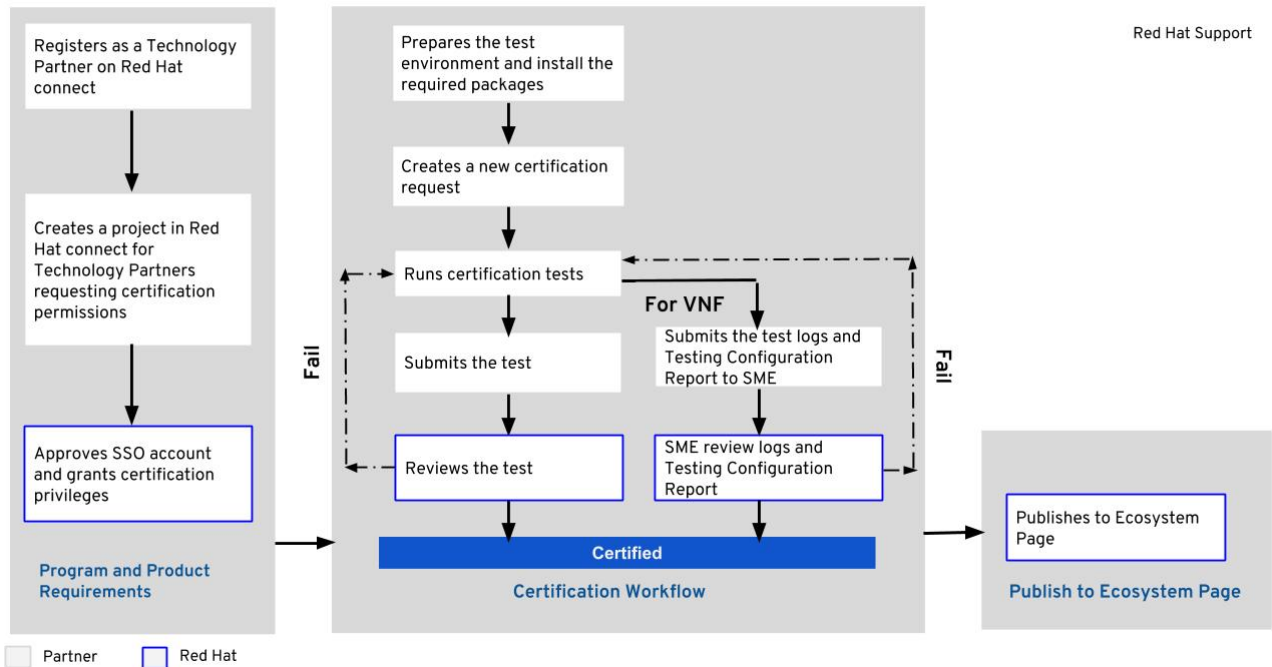 Registers as a Technology
Partner on Red Hat
connect
Creates a project in Red
Hat connect for
Technology Partners
requesting certification
permissions
Approves SSO account
and grants certification
privileges
Program and Product
Requirements
Prepares the test
environment and install the
required packages
Creates a new certification
request
Runs certification tests
For VNF
Submits the test
Submits the test logs and
Testing Configuration
Report to SME
Fail
Fail
Reviews the test
SME review logs and
Testing Configuration
Report
Certified
Certification Workflow
Red Hat Support
Publishes to Ecosystem
Page
Publish to Ecosystem Page
Partner
Red Hat